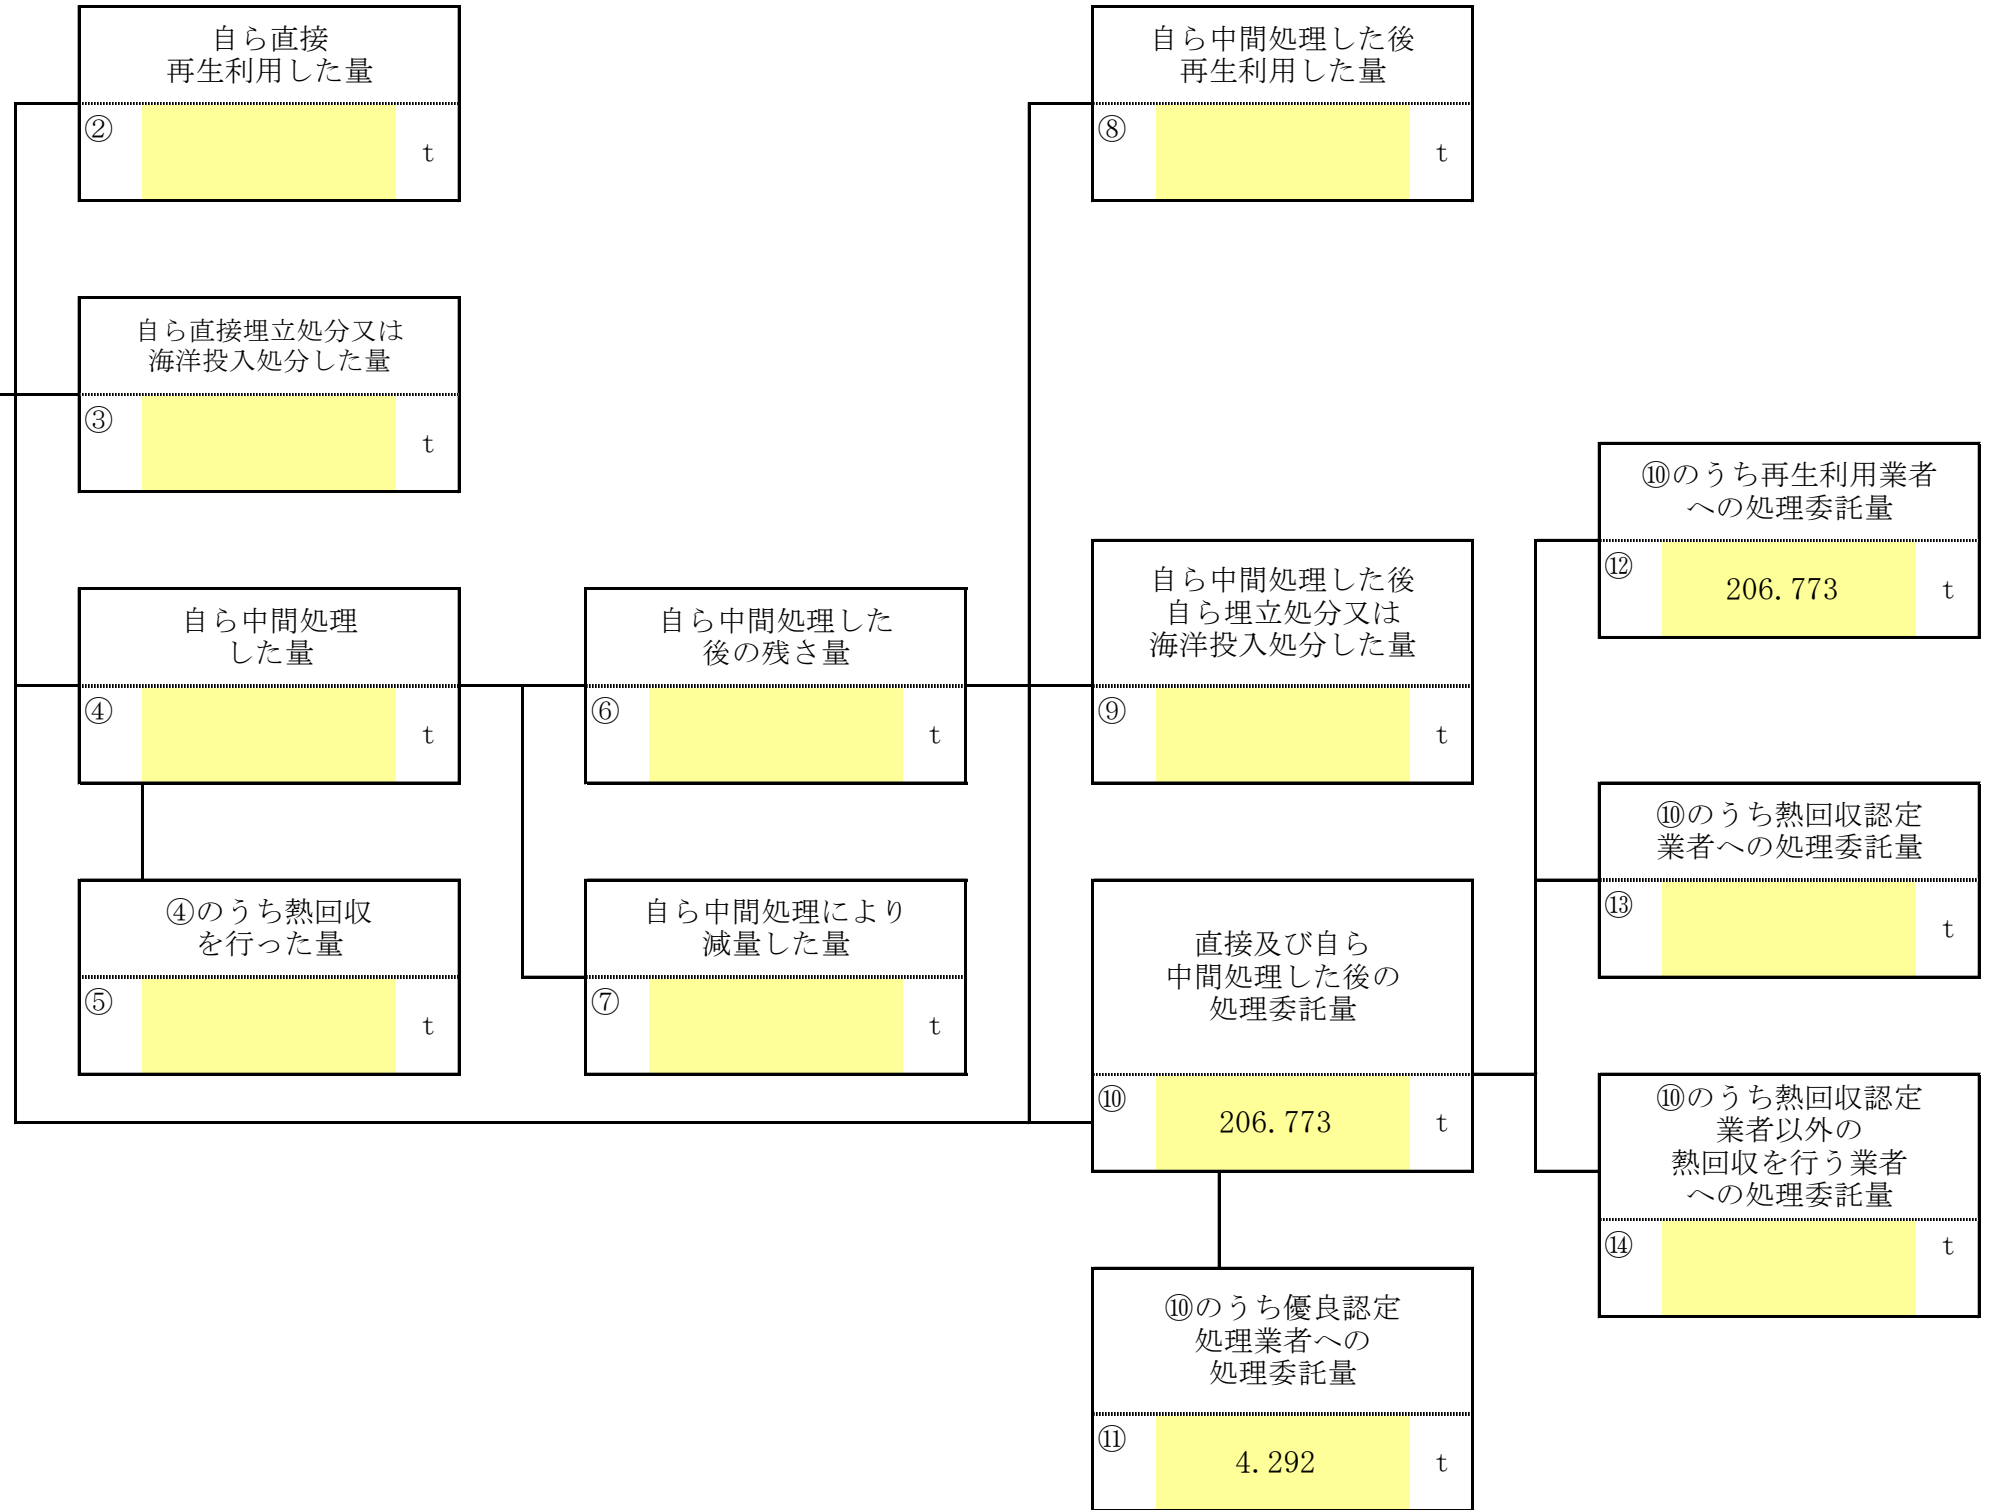 自ら直接
再生利用した量
② t
自ら直接埋立処分又は
海洋投入処分した量
③ t
自ら中間処理
した量
④ t
④のうち熱回収
を行った量
⑤ t
自ら中間処理した
後の残さ量
⑥ t
自ら中間処理により
減量した量
⑦ t
自ら中間処理した後
再生利用した量
⑧ t
自ら中間処理した後
自ら埋立処分又は
海洋投入処分した量
⑨ t
直接及び自ら
中間処理した後の
処理委託量
⑩ 206.773 t
⑩のうち優良認定
処理業者への
処理委託量
⑪ 4.292 t
⑩のうち再生利用業者
への処理委託量
⑫ 206.773 t
⑩のうち熱回収認定
業者への処理委託量
⑬ t
⑩のうち熱回収認定
業者以外の
熱回収を行う業者
への処理委託量
⑭ t